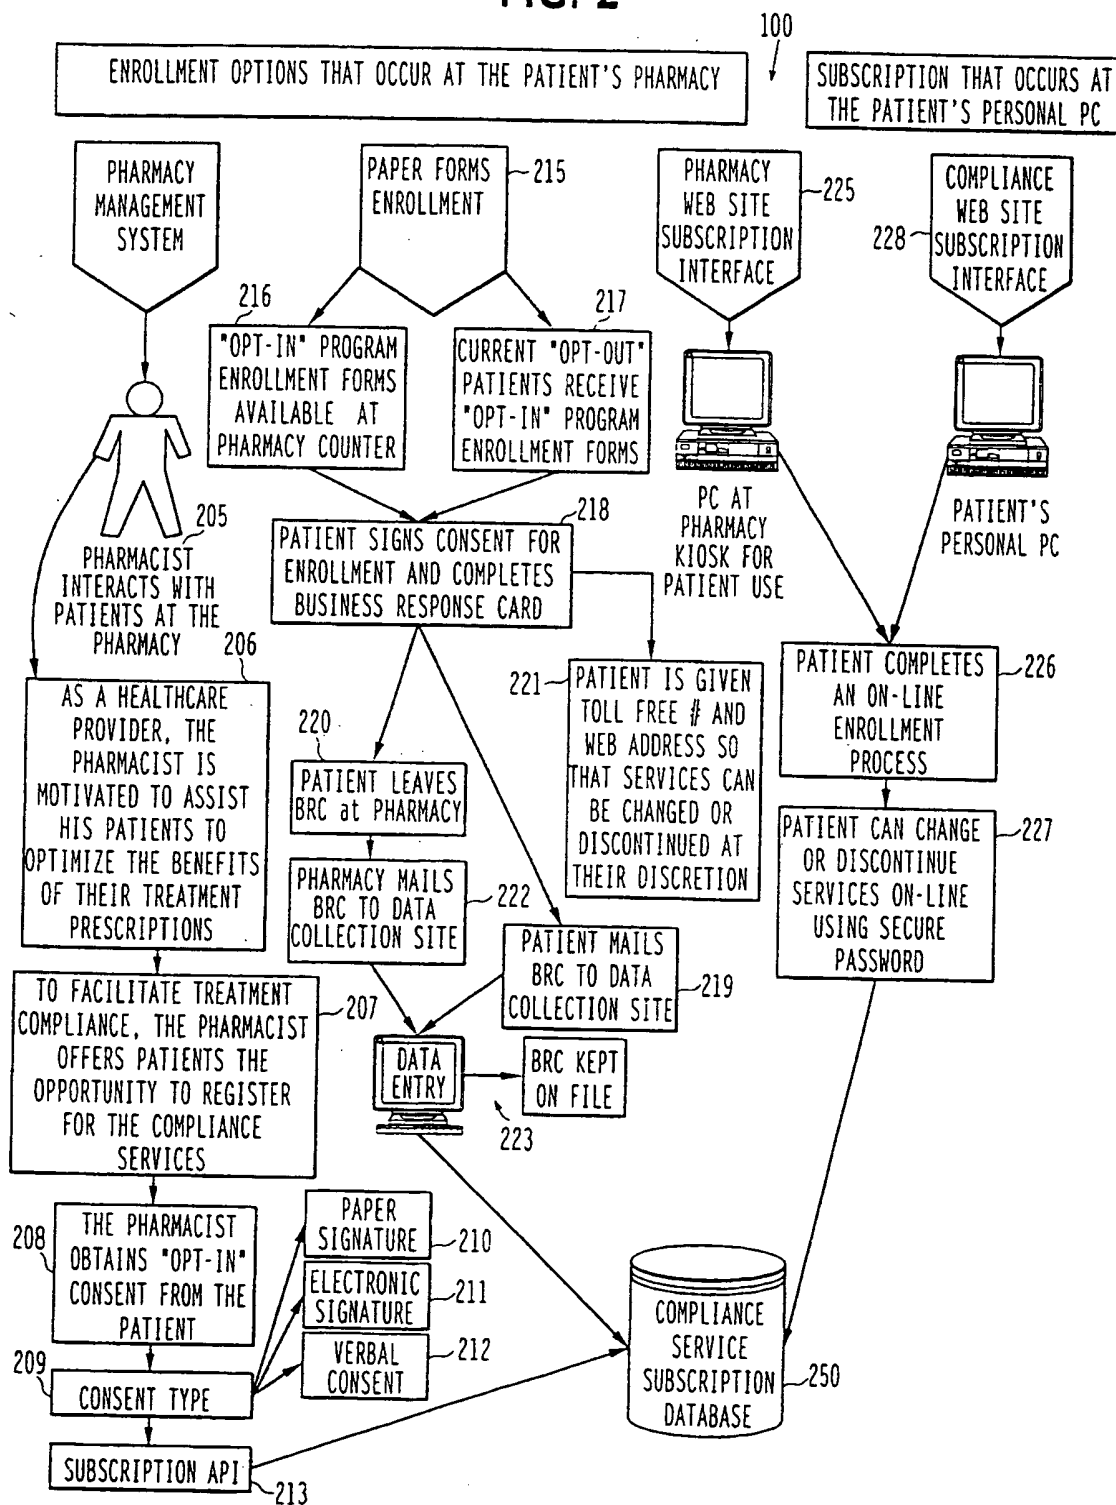 FIG. 2
100
ENROLLMENT OPTIONS THAT OCCUR AT THE PATIENT'S PHARMACY
SUBSCRIPTION THAT OCCURS AT
THE PATIENT'S PERSONAL PC
PHARMACY
MANAGEMENT
SYSTEM
PAPER FORMS
ENROLLMENT
215
PHARMACY
WEB SITE
SUBSCRIPTION
INTERFACE
225
COMPLIANCE
WEB SITE
SUBSCRIPTION
INTERFACE
228
216
"OPT-IN" PROGRAM
ENROLLMENT FORMS
AVAILABLE AT
PHARMACY COUNTER
217
CURRENT "OPT-OUT"
PATIENTS RECEIVE
"OPT-IN" PROGRAM
ENROLLMENT FORMS
PC AT
PHARMACY
KIOSK FOR
PATIENT USE
PATIENT'S
PERSONAL PC
205
PHARMACIST
INTERACTS WITH
PATIENTS AT THE
PHARMACY
218
PATIENT SIGNS CONSENT FOR
ENROLLMENT AND COMPLETES
BUSINESS RESPONSE CARD
206
AS A HEALTHCARE
PROVIDER, THE
PHARMACIST IS
MOTIVATED TO ASSIST
HIS PATIENTS TO
OPTIMIZE THE BENEFITS
OF THEIR TREATMENT
PRESCRIPTIONS
220
PATIENT LEAVES
BRC at PHARMACY
221
PATIENT IS GIVEN
TOLL FREE # AND
WEB ADDRESS SO
THAT SERVICES CAN
BE CHANGED OR
DISCONTINUED AT
THEIR DISCRETION
PATIENT COMPLETES
AN ON-LINE
ENROLLMENT
PROCESS
226
PATIENT CAN CHANGE
OR DISCONTINUE
SERVICES ON-LINE
USING SECURE
PASSWORD
227
PHARMACY MAILS
BRC TO DATA
COLLECTION SITE
222
PATIENT MAILS
BRC TO DATA
COLLECTION SITE
219
TO FACILITATE TREATMENT
COMPLIANCE, THE PHARMACIST
OFFERS PATIENTS THE
OPPORTUNITY TO REGISTER
FOR THE COMPLIANCE
SERVICES
207
DATA
ENTRY
BRC KEPT
ON FILE
223
208
THE PHARMACIST
OBTAINS "OPT-IN"
CONSENT FROM THE
PATIENT
PAPER
SIGNATURE
210
ELECTRONIC
SIGNATURE
211
VERBAL
CONSENT
212
209
CONSENT TYPE
SUBSCRIPTION API
213
COMPLIANCE
SERVICE
SUBSCRIPTION
DATABASE
250